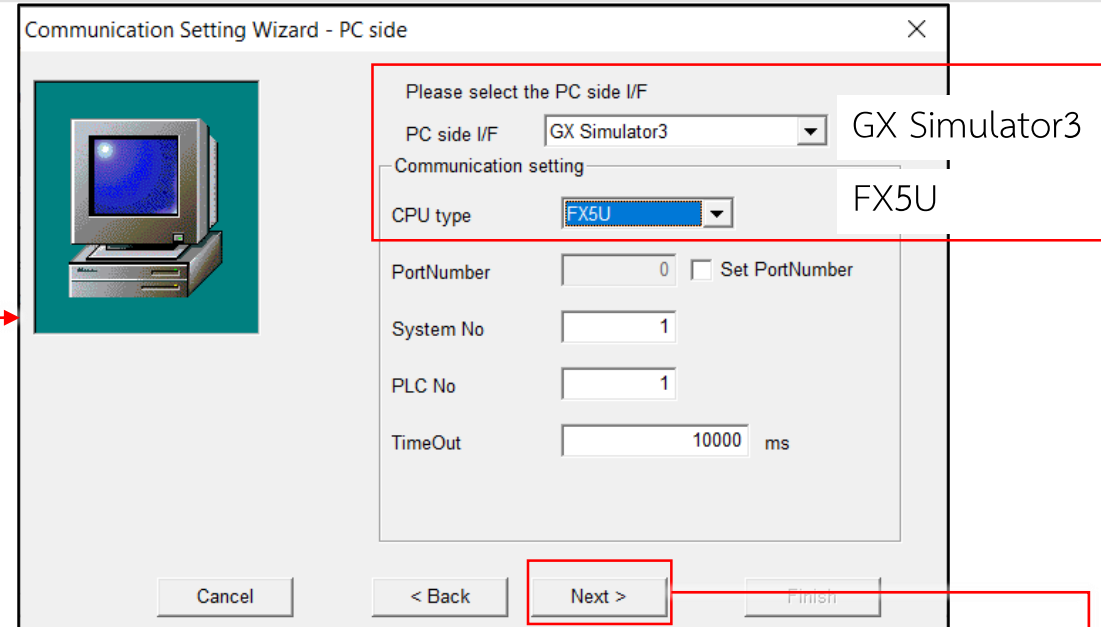 Communication Setting Wizard - PC side
Please select the PC side I/F
PC side I/F GX Simulator3
GX Simulator3
Communication setting
CPU type FX5U
FX5U
PortNumber 0 Set PortNumber
System No 1
PLC No 1
TimeOut 10000 ms
Cancel < Back Next > Finish